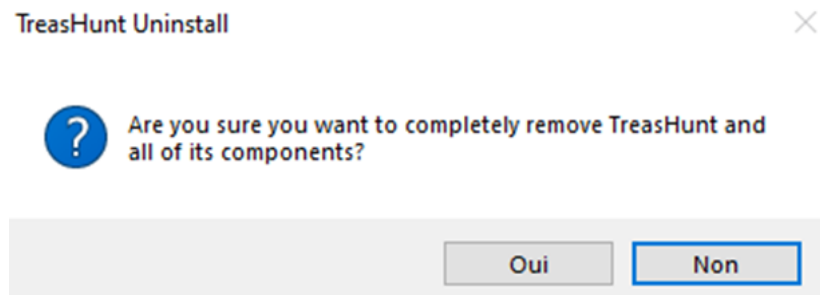 TreasHunt Uninstall
Are you sure you want to completely remove TreasHunt and
all of its components?
Oui
Non